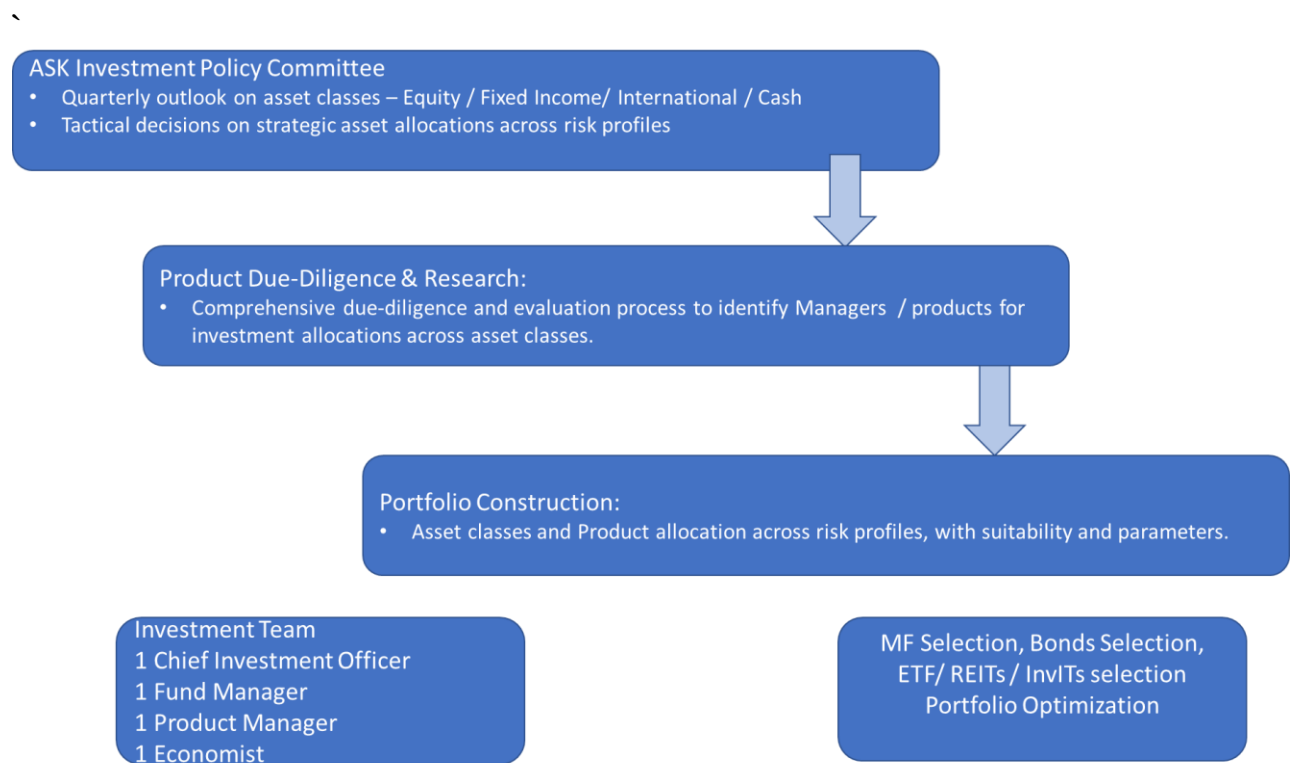 `
ASK Investment Policy Committee
• Quarterly outlook on asset classes – Equity / Fixed Income/ International / Cash
• Tactical decisions on strategic asset allocations across risk profiles
Product Due-Diligence & Research:
• Comprehensive due-diligence and evaluation process to identify Managers / products for
investment allocations across asset classes.
Portfolio Construction:
• Asset classes and Product allocation across risk profiles, with suitability and parameters.
Investment Team
1 Chief Investment Officer
1 Fund Manager
1 Product Manager
1 Economist
MF Selection, Bonds Selection,
ETF/ REITs / InvITs selection
Portfolio Optimization